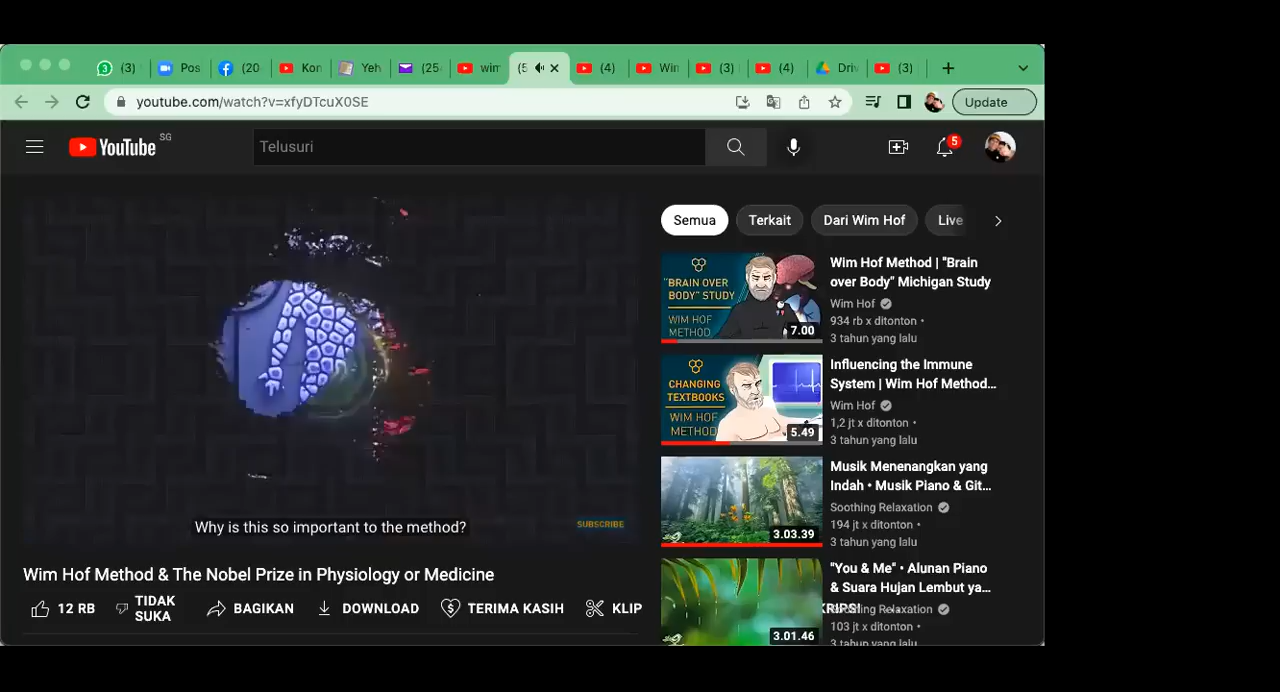 (3)
Pos
(20
Kon
Yeh
(25
wim
(5
(4)
Win
(3)
(4)
Driv
(3)
youtube.com/watch?v=xfyDTcuX0SE
Update
YouTube SG
Telusuri
5
Semua
Terkait
Dari Wim Hof
Live
"BRAIN OVER
BODY" STUDY
WIM HOF
METHOD
7.00
Wim Hof Method | "Brain
over Body" Michigan Study
Wim Hof
934 rb x ditonton •
3 tahun yang lalu
CHANGING
TEXTBOOKS
WIM HOF
METHOD
5.49
Influencing the Immune
System | Wim Hof Method...
Wim Hof
1,2 jt x ditonton •
3 tahun yang lalu
3.03.39
Musik Menenangkan yang
Indah • Musik Piano & Git...
Soothing Relaxation
194 jt x ditonton •
3 tahun yang lalu
3.01.46
"You & Me" • Alunan Piano
& Suara Hujan Lembut ya...
Relaxation
103 jt x ditonton •
3 tahun yang lalu
Why is this so important to the method?
SUBSCRIBE
Wim Hof Method & The Nobel Prize in Physiology or Medicine
12 RB
TIDAK
SUKA
BAGIKAN
DOWNLOAD
TERIMA KASIH
KLIP